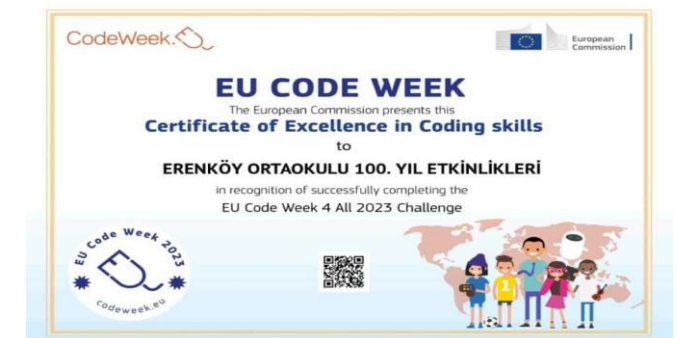 CodeWeek.
European
Commission
EU CODE WEEK
The European Commission presents this
Certificate of Excellence in Coding skills
to
ERENKÖY ORTAOKULU 100. YIL ETKİNLİKLERİ
in recognition of successfully completing the
EU Code Week 4 All 2023 Challenge
EU Code Week 2023
codeweek.eu
1